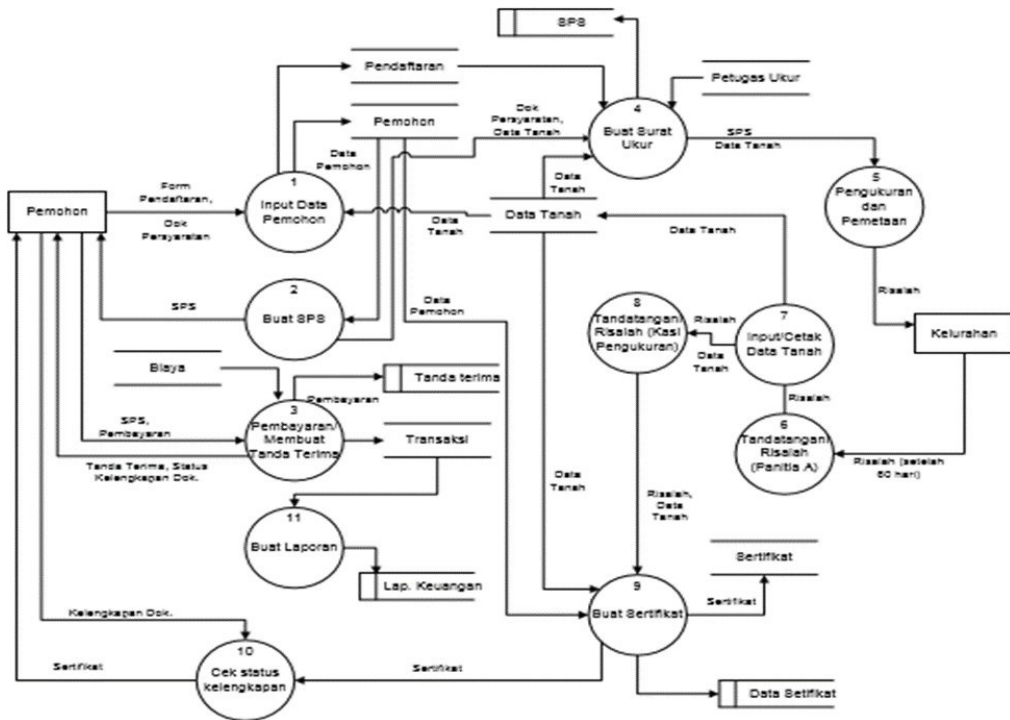 SPS
Pendaftaran
Petugas Ukur
Pemohon
Dok
Persyaratan,
Data Tanah
4
Buat Surat
Ukur
SPS
Data Tanah
Data
Pemohon
1
Input Data
Pemohon
Form
Pendaftaran,
Dok
Persyaratan
Pemohon
Data
Tanah
Data Tanah
Data
Tanah
5
Pengukuran
dan
Pemetaan
Data Tanah
Risalah
2
Buat SPS
SPS
Data
Pemohon
8
Tandatangani
Risalah (Kasi
Pengukuran)
Risalah
Data
Tanah
7
Input/Cetak
Data Tanah
Kelurahan
Biaya
Tanda terima
Pembayaran
Risalah
3
Pembayaran/
Membuat
Tanda Terima
SPS,
Pembayaran
Transaksi
6
Tandatangani
Risalah
(Panitia A)
Risalah (setelah
60 hari)
Tanda Terima, Status
Kelengkapan Dok.
Data
Tanah
Risalah,
Data
Tanah
11
Buat Laporan
Lap. Keuangan
Sertifikat
9
Buat Sertifikat
Sertifikat
Kelengkapan Dok.
10
Cek status
kelengkapan
Sertifikat
Sertifikat
Data Setifikat